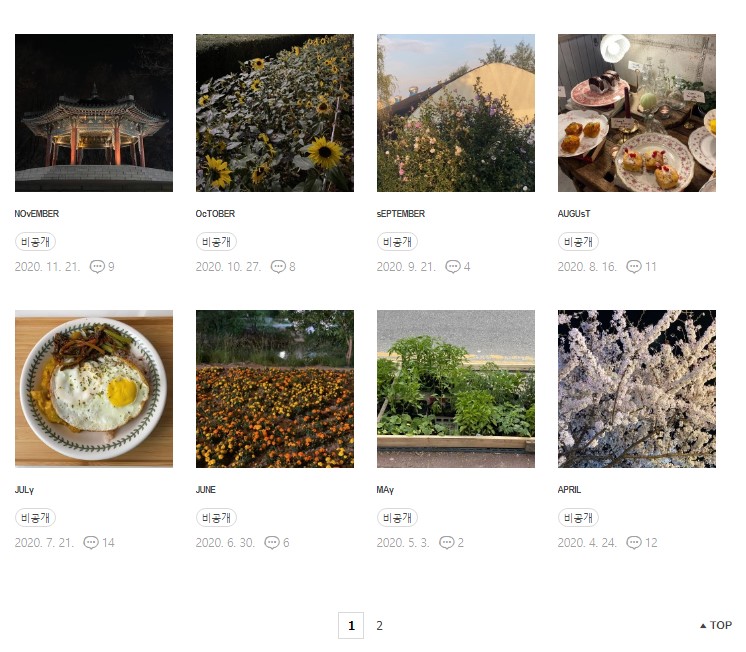 NOvEMBER
비공개
2020. 11. 21. 9
OcTOBER
비공개
2020. 10. 27. 8
sEPTEMBER
비공개
2020. 9. 21. 4
AUGUsT
비공개
2020. 8. 16. 11
JULy
비공개
2020. 7. 21. 14
JUNE
비공개
2020. 6. 30. 6
MAy
비공개
2020. 5. 3. 2
APRIL
비공개
2020. 4. 24. 12
1 2 ▲ TOP